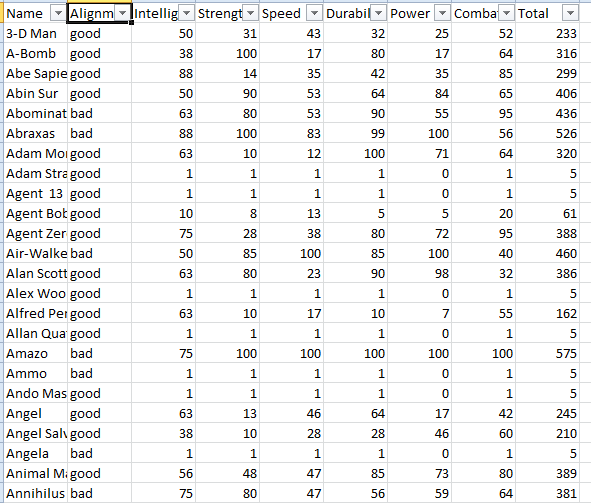 Name Alignm Intellig Strengt Speed Durabil Power Comba Total
3-D Man good 50 31 43 32 25 52 233
A-Bomb good 38 100 17 80 17 64 316
Abe Sapie good 88 14 35 42 35 85 299
Abin Sur good 50 90 53 64 84 65 406
Abominat bad 63 80 53 90 55 95 436
Abraxas bad 88 100 83 99 100 56 526
Adam Mo good 63 10 12 100 71 64 320
Adam Stra good 1 1 1 1 0 1 5
Agent 13 good 1 1 1 1 0 1 5
Agent Bob good 10 8 13 5 5 20 61
Agent Zer good 75 28 38 80 72 95 388
Air-Walke bad 50 85 100 85 100 40 460
Alan Scott good 63 80 23 90 98 32 386
Alex Woo good 1 1 1 1 0 1 5
Alfred Per good 63 10 17 10 7 55 162
Allan Qua good 1 1 1 1 0 1 5
Amazo bad 75 100 100 100 100 100 575
Ammo bad 1 1 1 1 0 1 5
Ando Mas good 1 1 1 1 0 1 5
Angel good 63 13 46 64 17 42 245
Angel Salv good 38 10 28 28 46 60 210
Angela bad 1 1 1 1 0 1 5
Animal Ma good 56 48 47 85 73 80 389
Annihilus bad 75 80 47 56 59 64 381